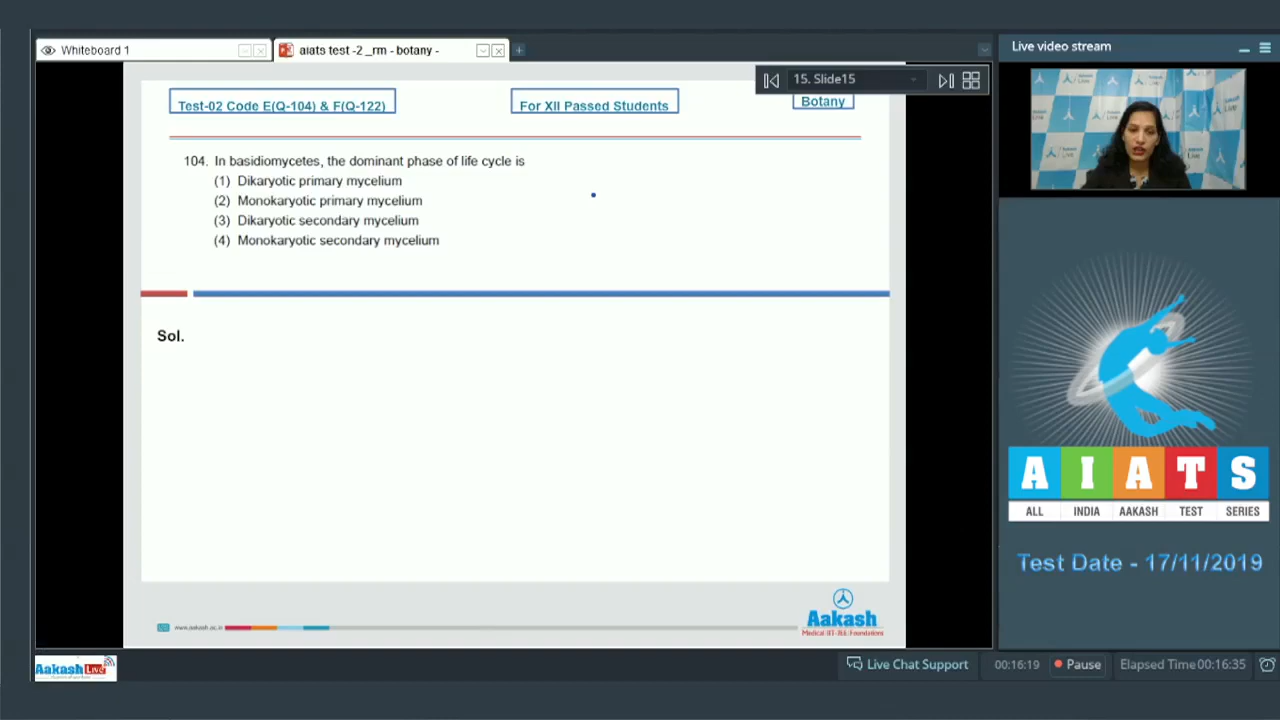 Whiteboard 1
aiats test -2 _rm - botany -
Live video stream
15. Slide15
Test-02 Code E(Q-104) & F(Q-122)
For XII Passed Students
Botany
104. In basidiomycetes, the dominant phase of life cycle is
(1) Dikaryotic primary mycelium
(2) Monokaryotic primary mycelium
(3) Dikaryotic secondary mycelium
(4) Monokaryotic secondary mycelium
Sol.
A I A T S
ALL INDIA AAKASH TEST SERIES
Test Date - 17/11/2019
www.aakash.ac.in
Aakash
Medical|IIT-JEE|Foundations
Aakash Live
Live Chat Support
00:16:19
Pause
Elapsed Time 00:16:35